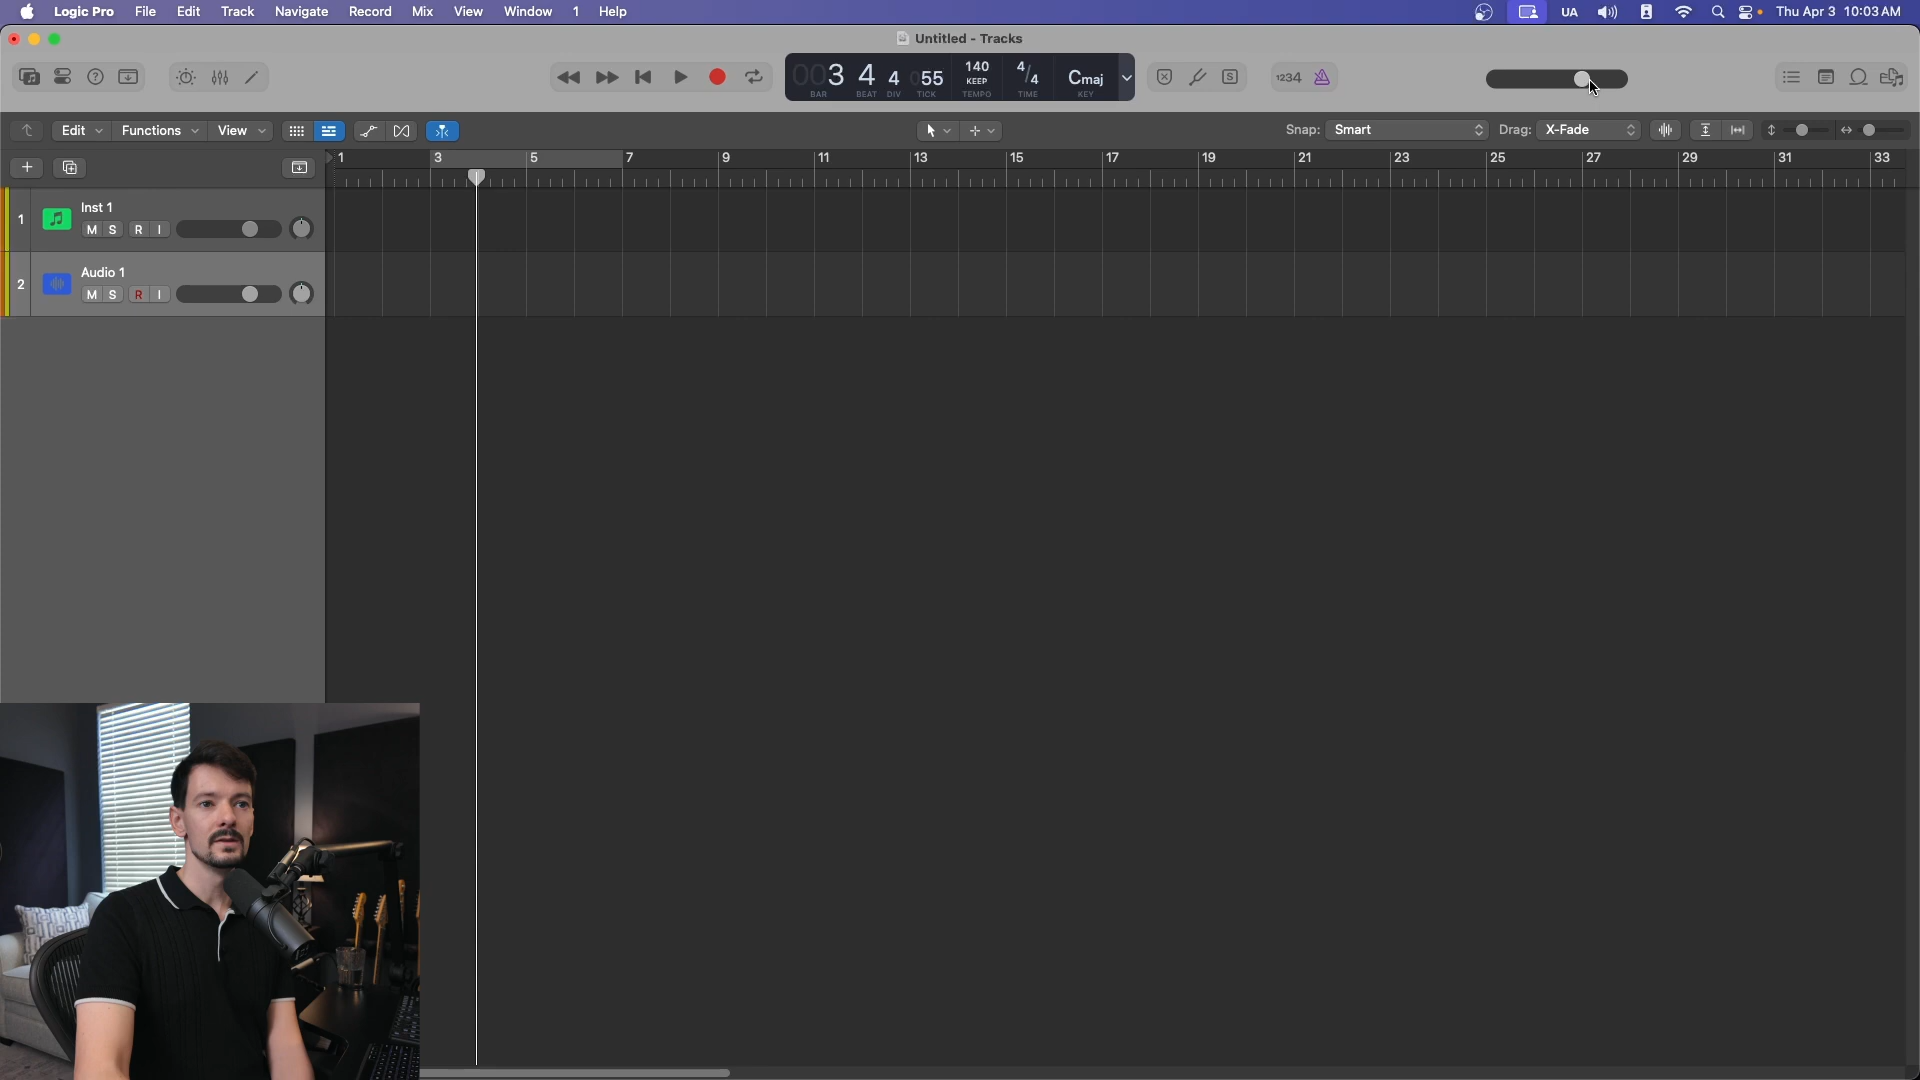 Logic Pro File Edit Track Navigate Record Mix View Window 1 Help UA Thu Apr 3 10:03 AM
Untitled - Tracks
003 4 4 055 140 KEEP 4/4 Cmaj 1234 S
BAR BEAT DIV TICK TEMPO TIME KEY
Edit Functions View Snap: Smart Drag: X-Fade
1 3 5 7 9 11 13 15 17 19 21 23 25 27 29 31 33
1 Inst 1
M S R I
2 Audio 1
M S R I